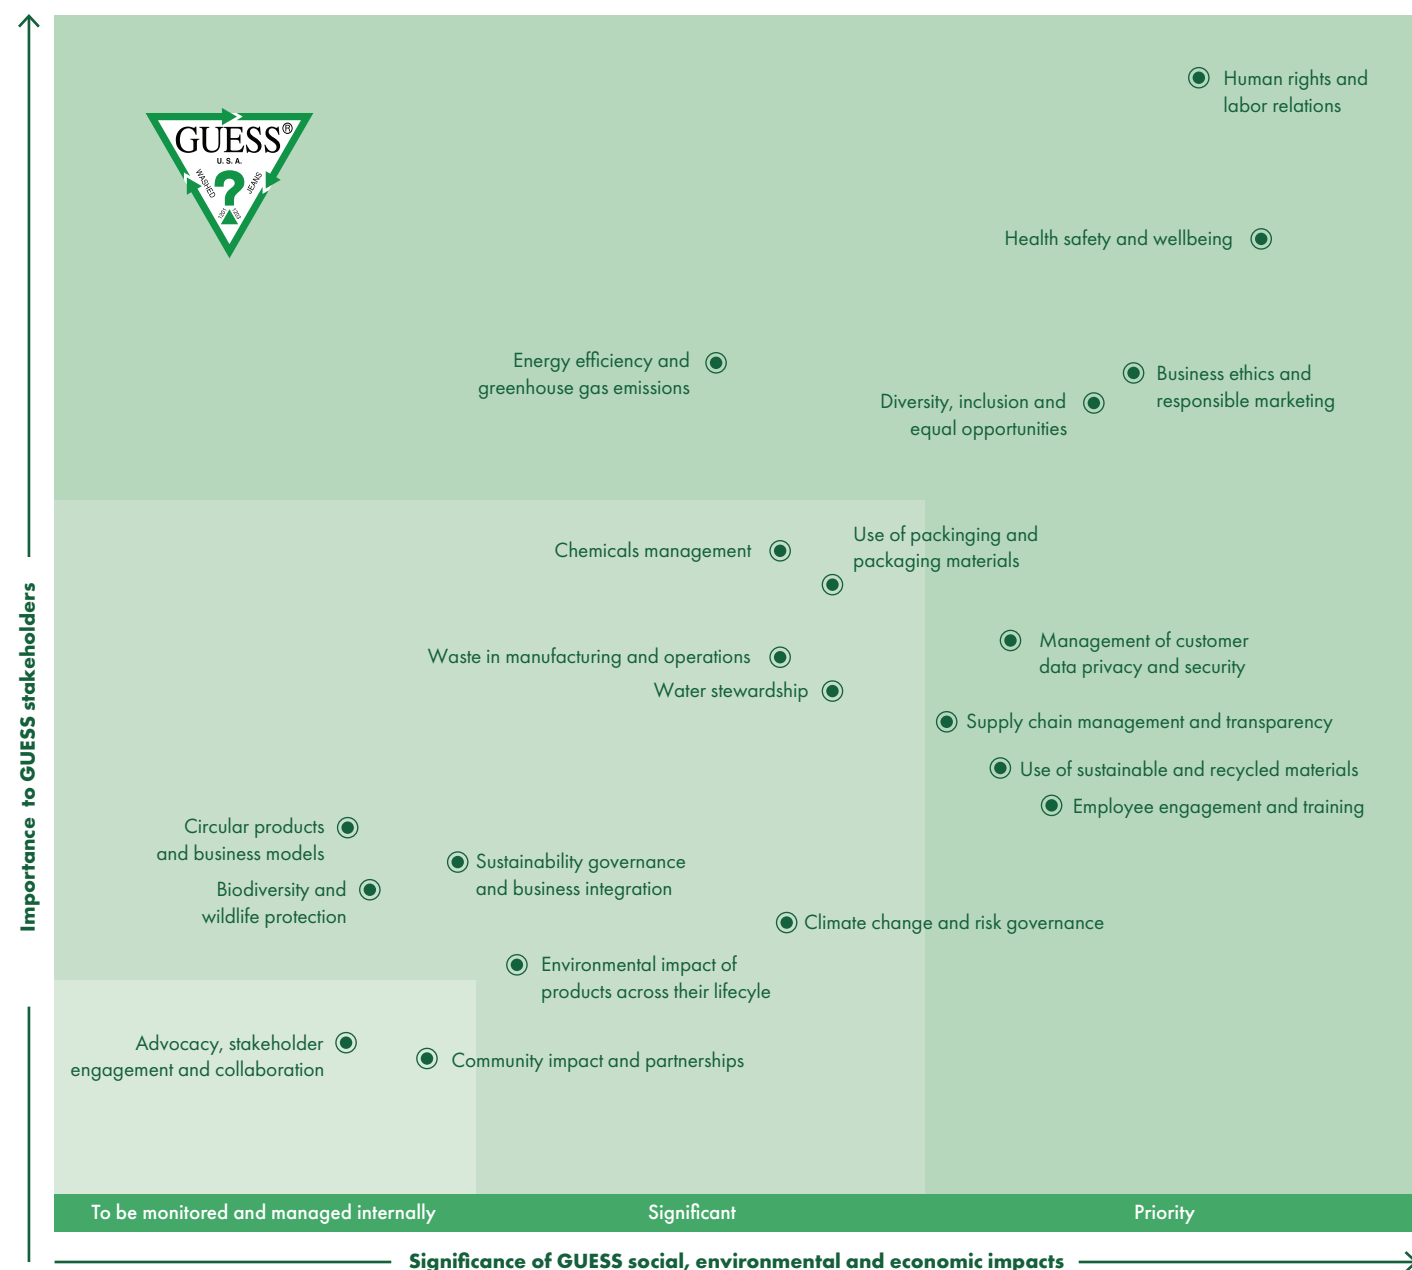 Human rights and
labor relations
GUESS®
U. S. A.
WASHED
JEANS
?
1201
1203
Health safety and wellbeing
Energy efficiency and
greenhouse gas emissions
Business ethics and
responsible marketing
Diversity, inclusion and
equal opportunities
Chemicals management
Use of packinging and
packaging materials
Waste in manufacturing and operations
Water stewardship
Management of customer
data privacy and security
Supply chain management and transparency
Use of sustainable and recycled materials
Employee engagement and training
Circular products
and business models
Sustainability governance
and business integration
Biodiversity and
wildlife protection
Climate change and risk governance
Environmental impact of
products across their lifecyle
Advocacy, stakeholder
engagement and collaboration
Community impact and partnerships
Importance to GUESS stakeholders
To be monitored and managed internally
Significant
Priority
Significance of GUESS social, environmental and economic impacts